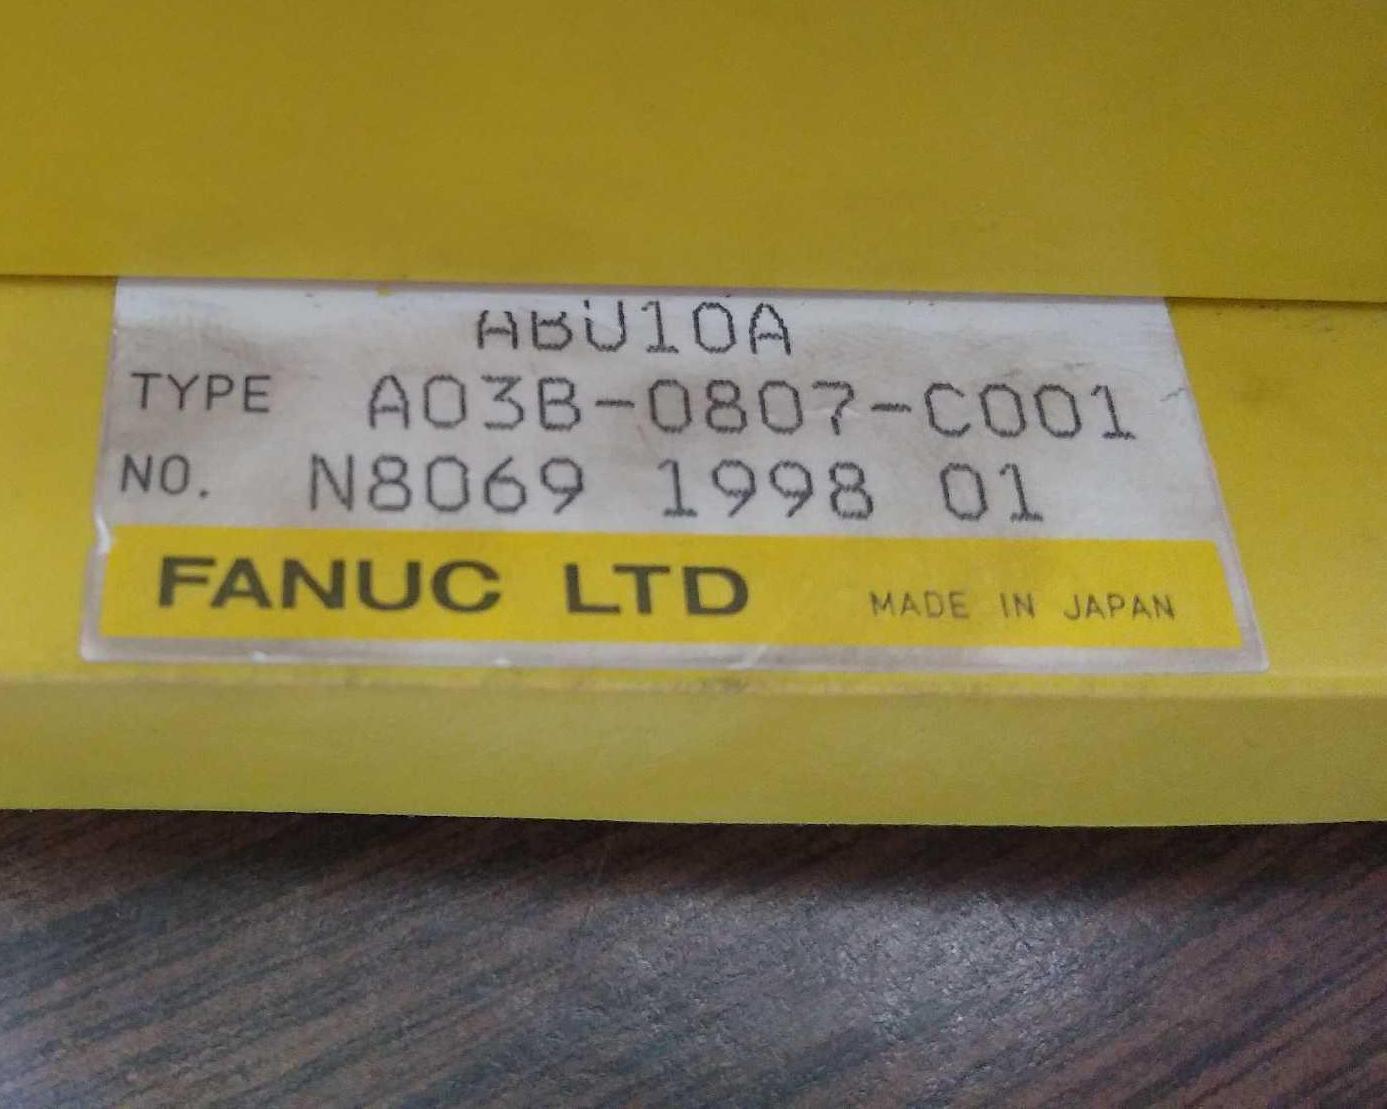 ABU10A
TYPE A03B-0807-C001
NO. N8069 1998 01
FANUC LTD MADE IN JAPAN